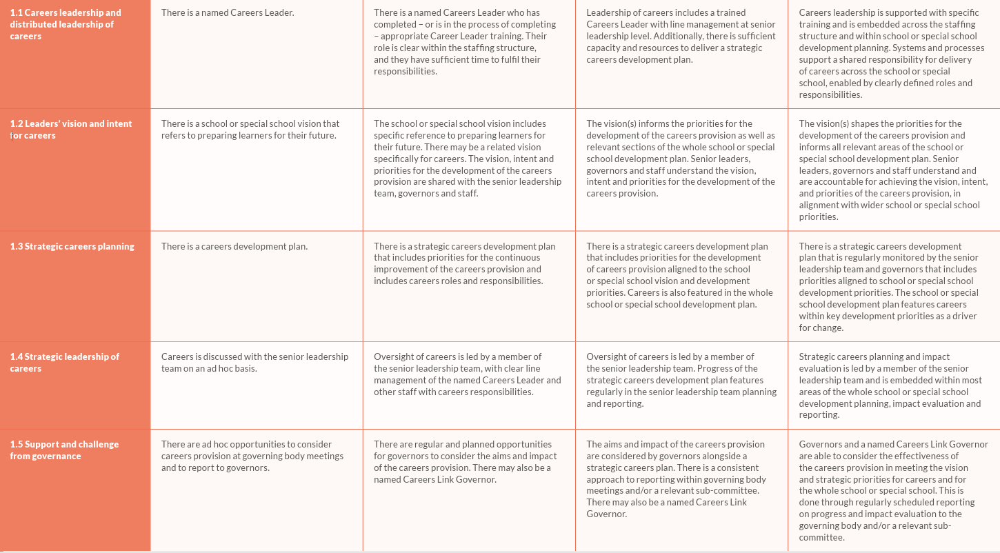 1.1 Careers leadership and
distributed leadership of
careers
There is a named Careers Leader.
There is a named Careers Leader who has
completed – or is in the process of completing
– appropriate Career Leader training. Their
role is clear within the staffing structure,
and they have sufficient time to fulfil their
responsibilities.
Leadership of careers includes a trained
Careers Leader with line management at senior
leadership level. Additionally, there is sufficient
capacity and resources to deliver a strategic
careers development plan.
Careers leadership is supported with specific
training and is embedded across the staffing
structure and within school or special school
development planning. Systems and processes
support a shared responsibility for delivery
of careers across the school or special
school, enabled by clearly defined roles and
responsibilities.
1.2 Leaders’ vision and intent
for careers
There is a school or special school vision that
refers to preparing learners for their future.
The school or special school vision includes
specific reference to preparing learners for
their future. There may be a related vision
specifically for careers. The vision, intent and
priorities for the development of the careers
provision are shared with the senior leadership
team, governors and staff.
The vision(s) informs the priorities for the
development of the careers provision as well as
relevant sections of the whole school or special
school development plan. Senior leaders,
governors and staff understand the vision,
intent and priorities for the development of the
careers provision.
The vision(s) shapes the priorities for the
development of the careers provision and
informs all relevant areas of the school or
special school development plan. Senior
leaders, governors and staff understand and
are accountable for achieving the vision, intent,
and priorities of the careers provision, in
alignment with wider school or special school
priorities.
1.3 Strategic careers planning
There is a careers development plan.
There is a strategic careers development plan
that includes priorities for the continuous
improvement of the careers provision and
includes careers roles and responsibilities.
There is a strategic careers development plan
that includes priorities for the development
of careers provision aligned to the school
or special school vision and development
priorities. Careers is also featured in the whole
school or special school development plan.
There is a strategic careers development
plan that is regularly monitored by the senior
leadership team and governors that includes
priorities aligned to school or special school
development priorities. The school or special
school development plan features careers
within key development priorities as a driver
for change.
1.4 Strategic leadership of
careers
Careers is discussed with the senior leadership
team on an ad hoc basis.
Oversight of careers is led by a member of
the senior leadership team, with clear line
management of the named Careers Leader and
other staff with careers responsibilities.
Oversight of careers is led by a member of
the senior leadership team. Progress of the
strategic careers development plan features
regularly in the senior leadership team planning
and reporting.
Strategic careers planning and impact
evaluation is led by a member of the senior
leadership team and is embedded within most
areas of the whole school or special school
development planning, impact evaluation and
reporting.
1.5 Support and challenge
from governance
There are ad hoc opportunities to consider
careers provision at governing body meetings
and to report to governors.
There are regular and planned opportunities
for governors to consider the aims and impact
of the careers provision. There may also be a
named Careers Link Governor.
The aims and impact of the careers provision
are considered by governors alongside a
strategic careers plan. There is a consistent
approach to reporting within governing body
meetings and/or a relevant sub-committee.
There may also be a named Careers Link
Governor.
Governors and a named Careers Link Governor
are able to consider the effectiveness of
the careers provision in meeting the vision
and strategic priorities for careers and for
the whole school or special school. This is
done through regularly scheduled reporting
on progress and impact evaluation to the
governing body and/or a relevant sub-
committee.